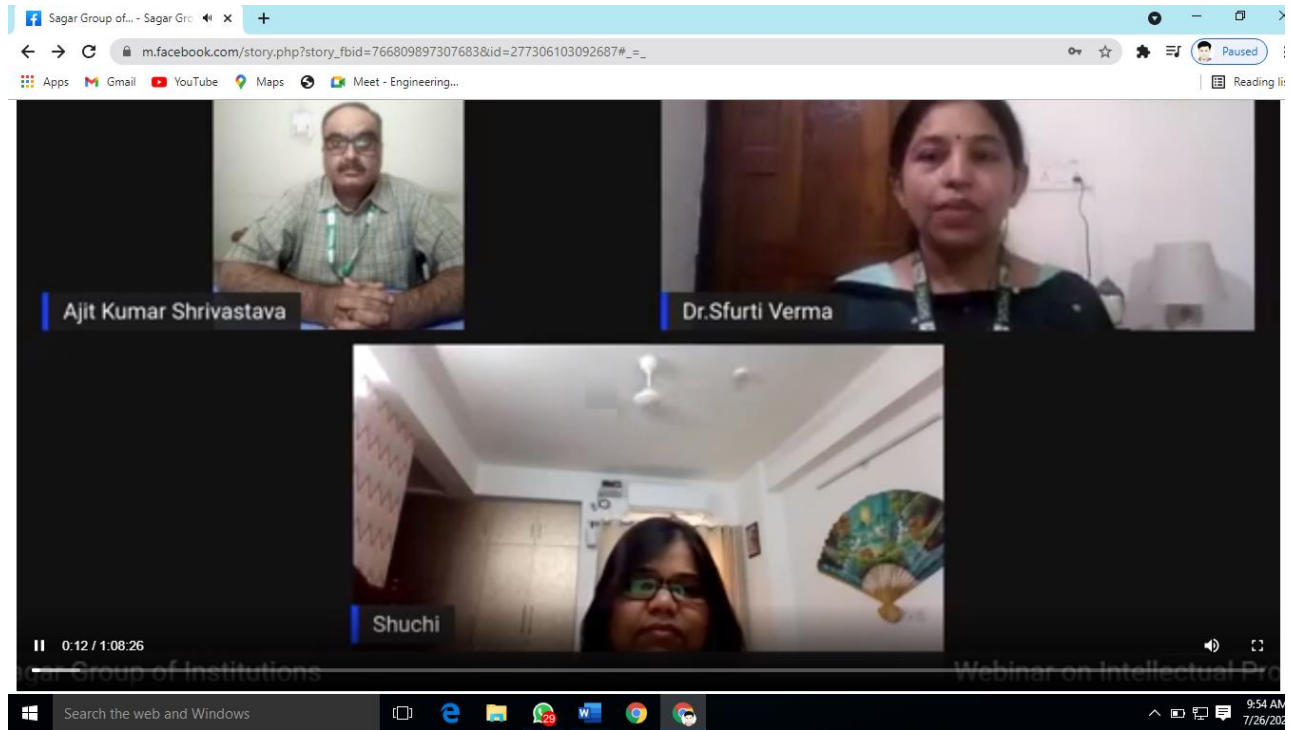 Sagar Group of... - Sagar Gro
m.facebook.com/story.php?story_fbid=766809897307683&id=277306103092687#_=_
Paused
Apps Gmail YouTube Maps Meet - Engineering...
Reading lis
Ajit Kumar Shrivastava
Dr.Sfurti Verma
Shuchi
0:12 / 1:08:26
agar Group of Institutions
Webinar on Intellectual Pro
Search the web and Windows
29
9:54 AM
7/26/202